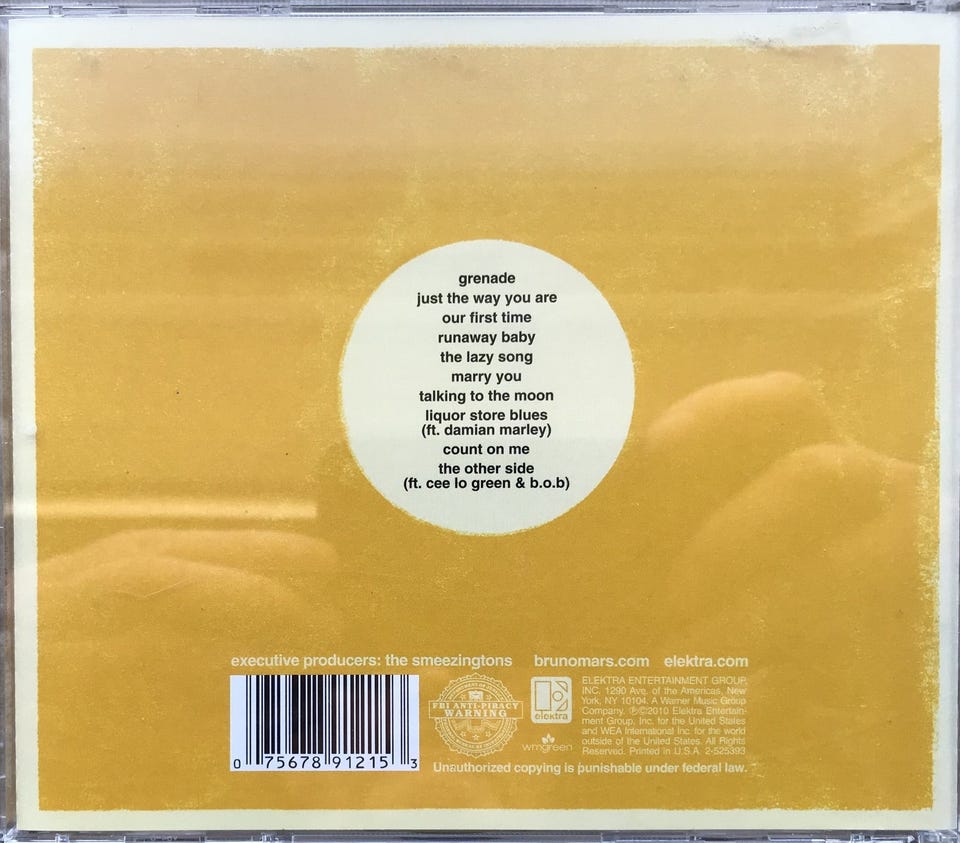 grenade
just the way you are
our first time
runaway baby
the lazy song
marry you
talking to the moon
liquor store blues
(ft. damian marley)
count on me
the other side
(ft. cee lo green & b.o.b)
executive producers: the smeezingtons brunomars.com elektra.com
0 75678 91215 3
FBI ANTI-PIRACY
WARNING
elektra
wmgreen
ELEKTRA ENTERTAINMENT GROUP,
INC. 1290 Ave. of the Americas, New
York, NY 10104. A Warner Music Group
Company. ℗©2010 Elektra Entertain-
ment Group, Inc. for the United States
and WEA International Inc. for the world
outside of the United States. All Rights
Reserved. Printed in U.S.A. 2-525393
Unauthorized copying is punishable under federal law.